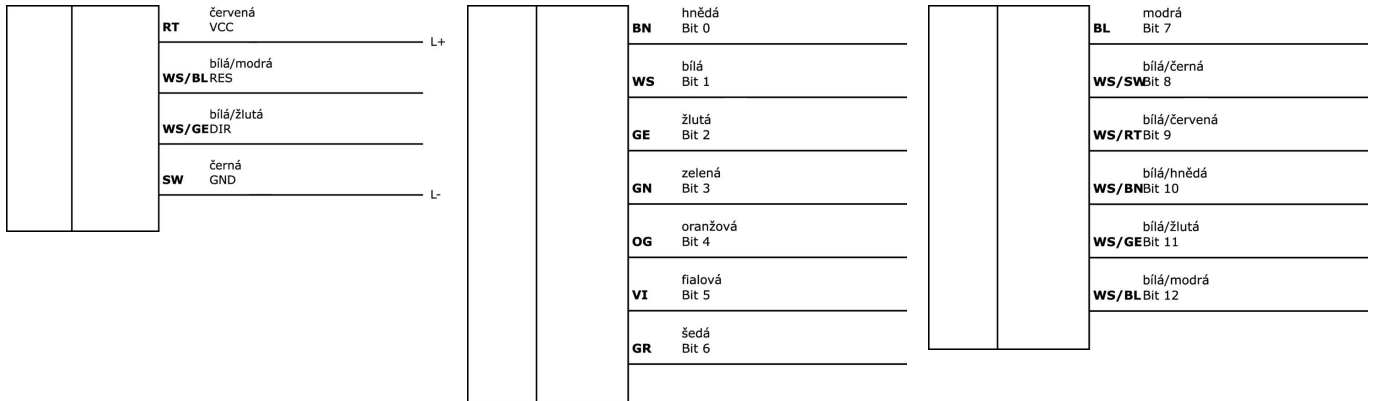 červená
RT VCC
L+
bílá/modrá
WS/BL RES
bílá/žlutá
WS/GE DIR
černá
SW GND
L-
hnědá
BN Bit 0
bílá
WS Bit 1
žlutá
GE Bit 2
zelená
GN Bit 3
oranžová
OG Bit 4
fialová
VI Bit 5
šedá
GR Bit 6
modrá
BL Bit 7
bílá/černá
WS/SW Bit 8
bílá/červená
WS/RT Bit 9
bílá/hnědá
WS/BN Bit 10
bílá/žlutá
WS/GE Bit 11
bílá/modrá
WS/BL Bit 12